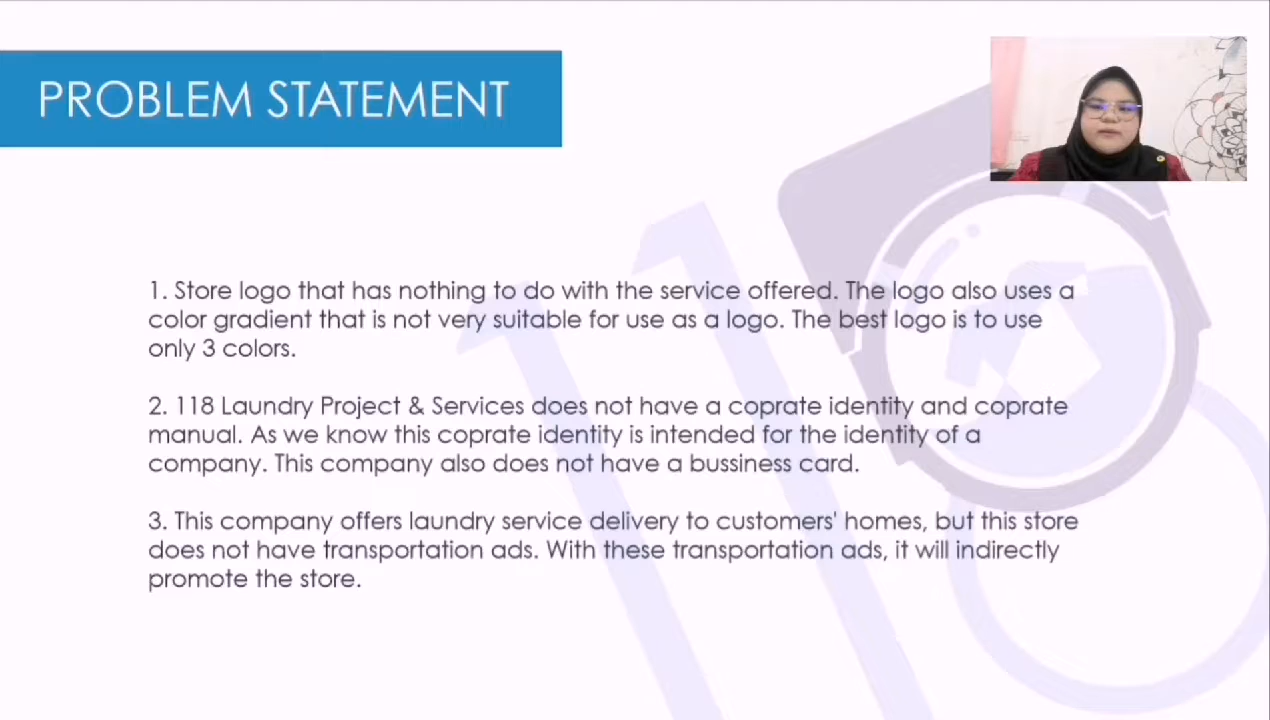 PROBLEM STATEMENT
1. Store logo that has nothing to do with the service offered. The logo also uses a
color gradient that is not very suitable for use as a logo. The best logo is to use
only 3 colors.
2. 118 Laundry Project & Services does not have a coprate identity and coprate
manual. As we know this coprate identity is intended for the identity of a
company. This company also does not have a bussiness card.
3. This company offers laundry service delivery to customers' homes, but this store
does not have transportation ads. With these transportation ads, it will indirectly
promote the store.
118